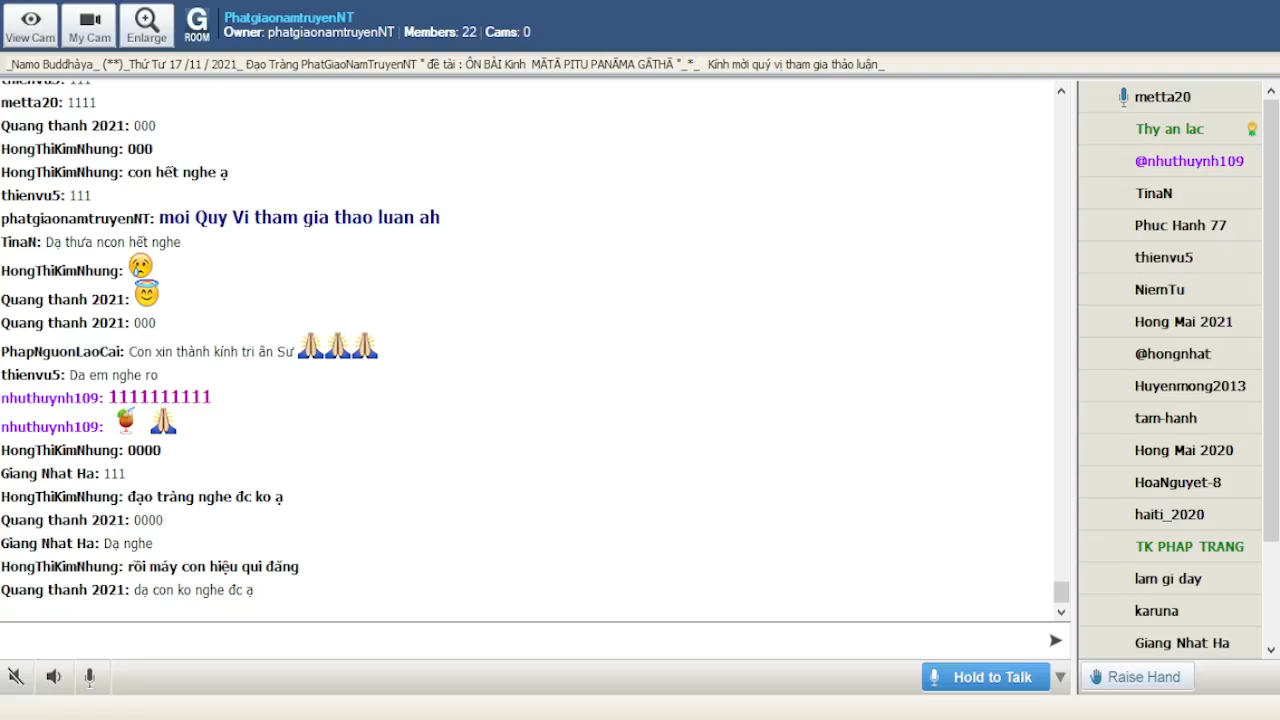 View Cam
My Cam
Enlarge
G
ROOM
PhatgiaonamtruyenNT
Owner: phatgiaonamtruyenNT | Members: 22 | Cams: 0
_Namo Buddhàya_ (**)_Thứ Tư 17 /11 / 2021_ Đạo Tràng PhatGiaoNamTruyenNT " đề tài : ÔN BÀI Kinh MÃTÃ PITU PANÃMA GÃTHÃ "_*_ Kính mời quý vị tham gia thảo luận_
thienvu5: 111
metta20: 1111
Quang thanh 2021: 000
HongThiKimNhung: 000
HongThiKimNhung: con hết nghe ạ
thienvu5: 111
phatgiaonamtruyenNT: moi Quy Vi tham gia thao luan ah
TinaN: Dạ thưa ncon hết nghe
HongThiKimNhung:
Quang thanh 2021:
Quang thanh 2021: 000
PhapNguonLaoCai: Con xin thành kính tri ân Sư
thienvu5: Da em nghe ro
nhuthuynh109: 1111111111
nhuthuynh109:
HongThiKimNhung: 0000
Giang Nhat Ha: 111
HongThiKimNhung: đạo tràng nghe đc ko ạ
Quang thanh 2021: 0000
Giang Nhat Ha: Dạ nghe
HongThiKimNhung: rồi máy con hiệu qui đăng
Quang thanh 2021: dạ con ko nghe đc ạ
metta20
Thy an lac
@nhuthuynh109
TinaN
Phuc Hanh 77
thienvu5
NiemTu
Hong Mai 2021
@hongnhat
Huyenmong2013
tam-hanh
Hong Mai 2020
HoaNguyet-8
haiti_2020
TK PHAP TRANG
lam gi day
karuna
Giang Nhat Ha
Hold to Talk
Raise Hand